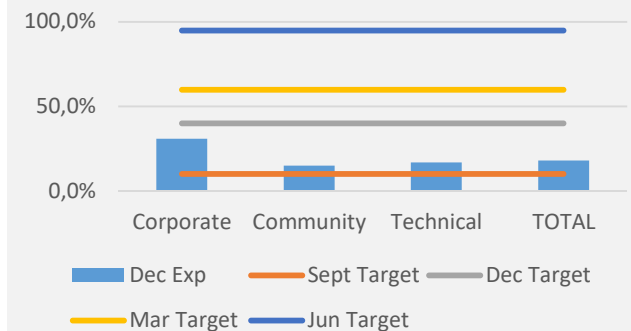 100,0%
50,0%
0,0%
Corporate Community Technical TOTAL
Dec Exp Sept Target Dec Target
Mar Target Jun Target